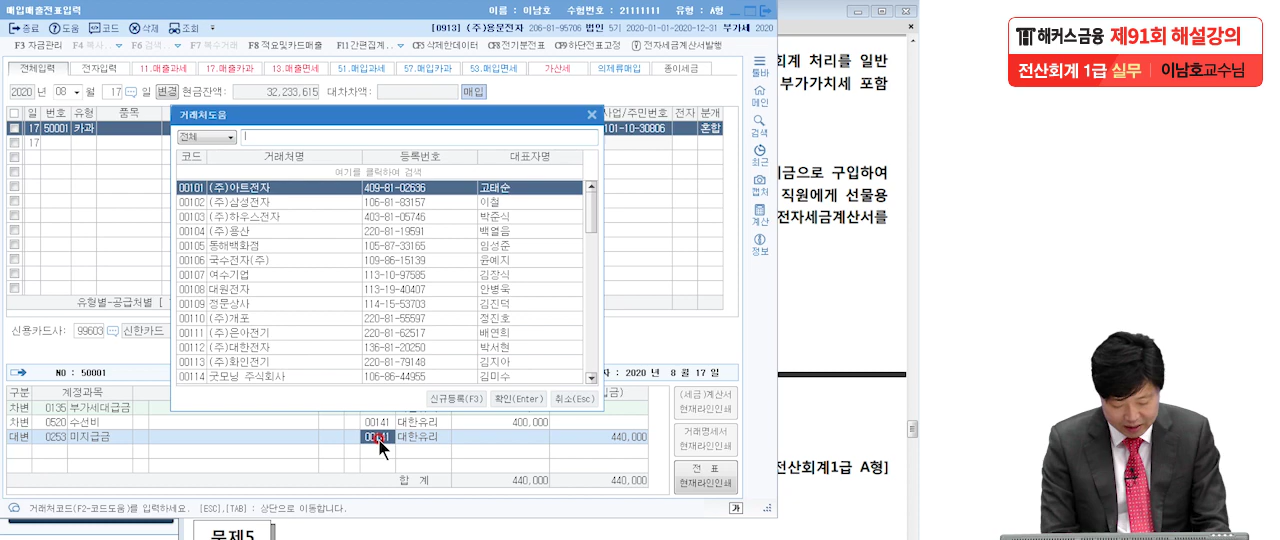 매입매출전표입력
이름 : 이남호 수험번호 : 21111111 유형 : A형
종료 도움 코드 삭제 조회
[0913] (주)용문전자 206-81-95706 법인 5기 2020-01-01~2020-12-31 부가세 2020
F3 자금관리 F4 복사.. F6 검색.. F7 복수거래 F8 적요및카드매출 F11간편집계.. CF5 삭제한데이터 CF8전기분전표 CF9하단전표고정 전자세금계산서발행
전체입력 전자입력 11.매출과세 17.매출카과 13.매출면세 51.매입과세 57.매입카과 53.매입면세 가산세 의제류매입 종이세금
2020 년 08 월 17 일 변경 현금잔액: 32,233,615 대차차액: 매입
일 번호 유형 품목
사업/주민번호 전자 분개
17 50001 카과
101-10-30806 혼합
17
거래처도움
전체
코드 거래처명 등록번호 대표자명
여기를 클릭하여 검색
00101 (주)아트전자 409-81-02636 고태순
00102 (주)삼성전자 106-81-83157 이철
00103 (주)하우스전자 403-81-05746 박준식
00104 (주)용산 220-81-19591 백열음
00105 동해백화점 105-87-33165 임성준
00106 국수전자(주) 109-86-15139 윤예지
00107 여수기업 113-10-97585 김장식
00108 대원전자 113-19-40407 안병욱
00109 정문상사 114-15-53703 김진덕
00110 (주)개포 220-81-55597 정진호
00111 (주)은아전기 220-81-62517 배연희
00112 (주)대한전자 136-81-20250 박서현
00113 (주)화인전기 220-81-79148 김지아
00114 굿모닝 주식회사 106-86-44955 김미수
신규등록(F3) 확인(Enter) 취소(Esc)
유형별-공급처별 [
신용카드사: 99603 신한카드
NO : 50001
: 2020 년 8 월 17 일
구분 계정과목
금)
차변 0135 부가세대급금
차변 0520 수선비 00141 대한유리 400,000
대변 0253 미지급금 대한유리 440,000
합 계 440,000 440,000
(세금)계산서
현재라인인쇄
거래명세서
현재라인인쇄
전 표
현재라인인쇄
거래처코드(F2-코드도움)를 입력하세요. [ESC],[TAB] : 상단으로 이동합니다.
가
툴바
메인
검색
최근
캡처
계산
정보
회계 처리를 일반
부가가치세 포함
금으로 구입하여
직원에게 선물용
전자세금계산서를
전산회계1급 A형]
문제5
해커스금융 제91회 해설강의
전산회계 1급 실무 이남호교수님